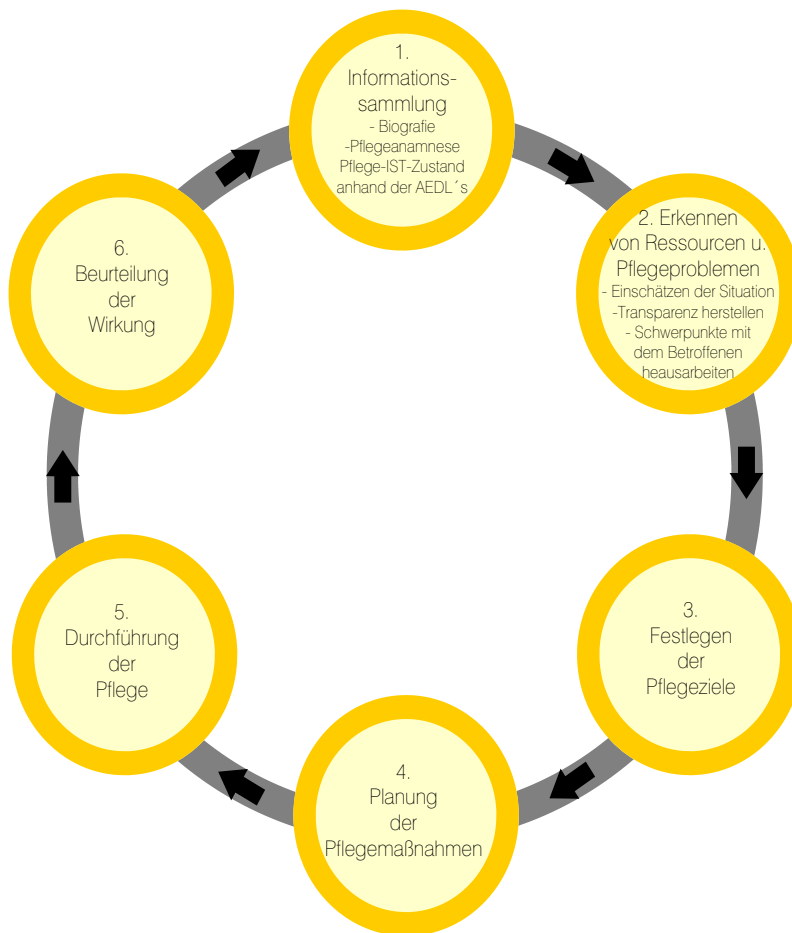 1.
Informations-
sammlung
- Biografie
-Pflegeanamnese
Pflege-IST-Zustand
anhand der AEDL´s
2. Erkennen
von Ressourcen u.
Pflegeproblemen
- Einschätzen der Situation
-Transparenz herstellen
- Schwerpunkte mit
dem Betroffenen
heausarbeiten
3.
Festlegen
der
Pflegeziele
4.
Planung
der
Pflegemaßnahmen
5.
Durchführung
der
Pflege
6.
Beurteilung
der
Wirkung